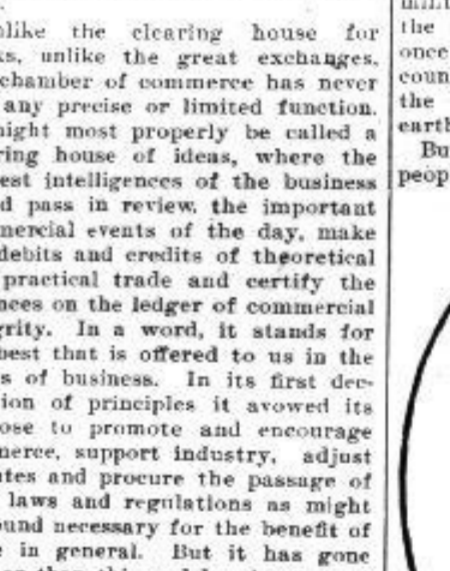 nlike the clearing house for
ks, unlike the great exchanges,
chamber of commerce has never
any precise or limited function.
might most properly be called a
ring house of ideas, where the
est intelligences of the business
d pass in review, the important
mercial events of the day, make
debits and credits of theoretical
practical trade and certify the
nces on the ledger of commercial
grity. In a word, it stands for
best that is offered to us in the
s of business. In its first dec-
ion of principles it avowed its
ose to promote and encourage
merce, support industry, adjust
utes and procure the passage of
laws and regulations as might
ound necessary for the benefit of
e in general. But it has gone
the
once
coun
the
earth
Bu
peop